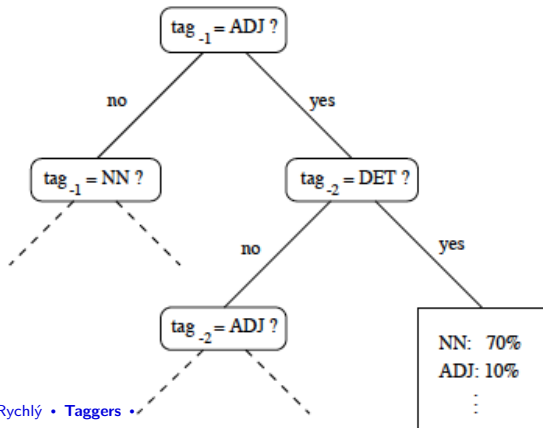 tag₋₁ = ADJ ?
no
yes
tag₋₁ = NN ?
tag₋₂ = DET ?
no
yes
tag₋₂ = ADJ ?
NN: 70%
ADJ: 10%
⋮
Rychlý • Taggers •